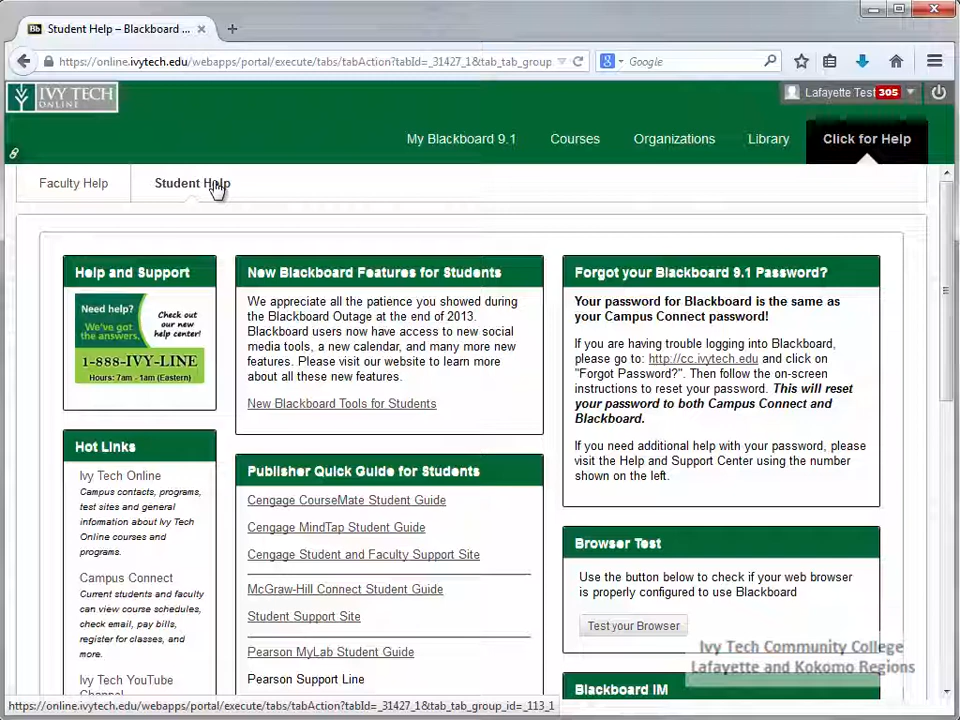 Student Help – Blackboard ...
https://online.ivytech.edu/webapps/portal/execute/tabs/tabAction?tabId=_31427_1&tab_tab_group
Google
IVY TECH
ONLINE
Lafayette Test 305
My Blackboard 9.1 Courses Organizations Library Click for Help
Faculty Help Student Help
Help and Support
Need help?
We've got
the answers.
Check out
our new
help center!
1-888-IVY-LINE
Hours: 7am - 1am (Eastern)
Hot Links
Ivy Tech Online
Campus contacts, programs,
test sites and general
information about Ivy Tech
Online courses and
programs.
Campus Connect
Current students and faculty
can view course schedules,
check email, pay bills,
register for classes, and
more.
Ivy Tech YouTube
Channel
New Blackboard Features for Students
We appreciate all the patience you showed during
the Blackboard Outage at the end of 2013.
Blackboard users now have access to new social
media tools, a new calendar, and many more new
features. Please visit our website to learn more
about all these new features.
New Blackboard Tools for Students
Publisher Quick Guide for Students
Cengage CourseMate Student Guide
Cengage MindTap Student Guide
Cengage Student and Faculty Support Site
McGraw-Hill Connect Student Guide
Student Support Site
Pearson MyLab Student Guide
Pearson Support Line
Forgot your Blackboard 9.1 Password?
Your password for Blackboard is the same as
your Campus Connect password!
If you are having trouble logging into Blackboard,
please go to: http://cc.ivytech.edu and click on
"Forgot Password?". Then follow the on-screen
instructions to reset your password. This will reset
your password to both Campus Connect and
Blackboard.
If you need additional help with your password, please
visit the Help and Support Center using the number
shown on the left.
Browser Test
Use the button below to check if your web browser
is properly configured to use Blackboard
Test your Browser
Blackboard IM
Ivy Tech Community College
Lafayette and Kokomo Regions
https://online.ivytech.edu/webapps/portal/execute/tabs/tabAction?tabId=_31427_1&tab_tab_group_id=_113_1